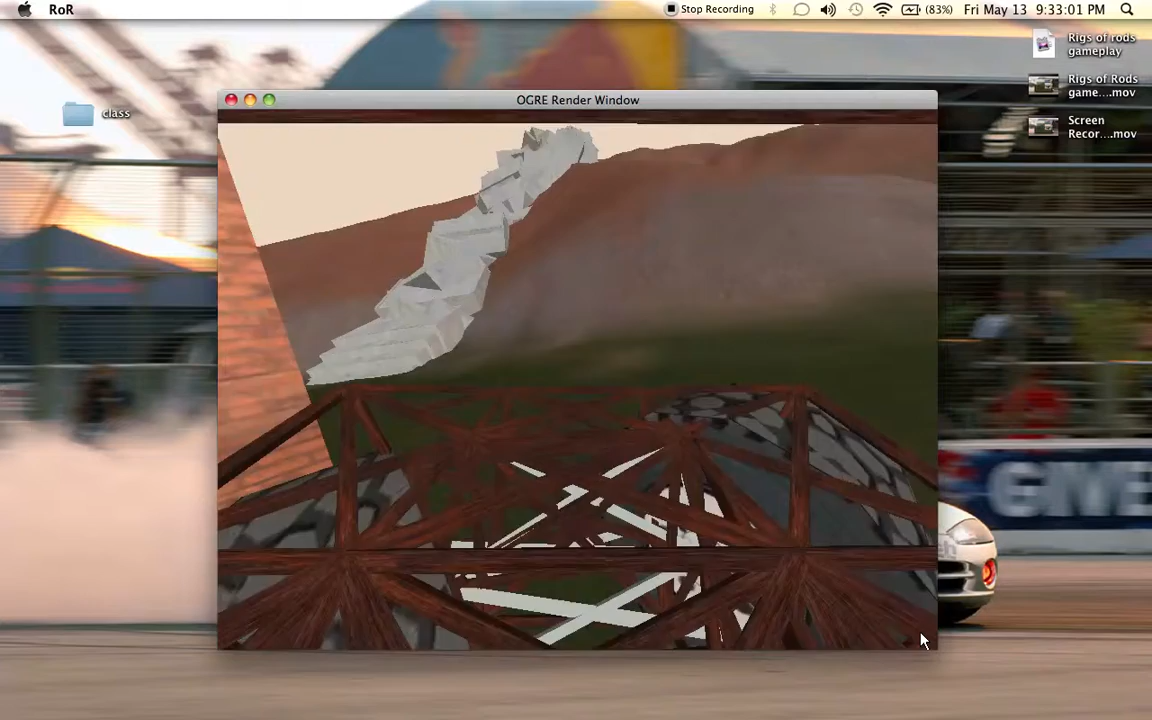 RoR
Stop Recording
(83%)
Fri May 13
9:33:01 PM
Rigs of rods
gameplay
Rigs of Rods
game....mov
Screen
Recor...mov
class
OGRE Render Window